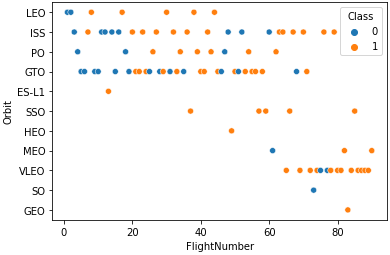 LEO
ISS
PO
GTO
ES-L1
SSO
HEO
MEO
VLEO
SO
GEO
Orbit
0
20
40
60
80
FlightNumber
Class
0
1